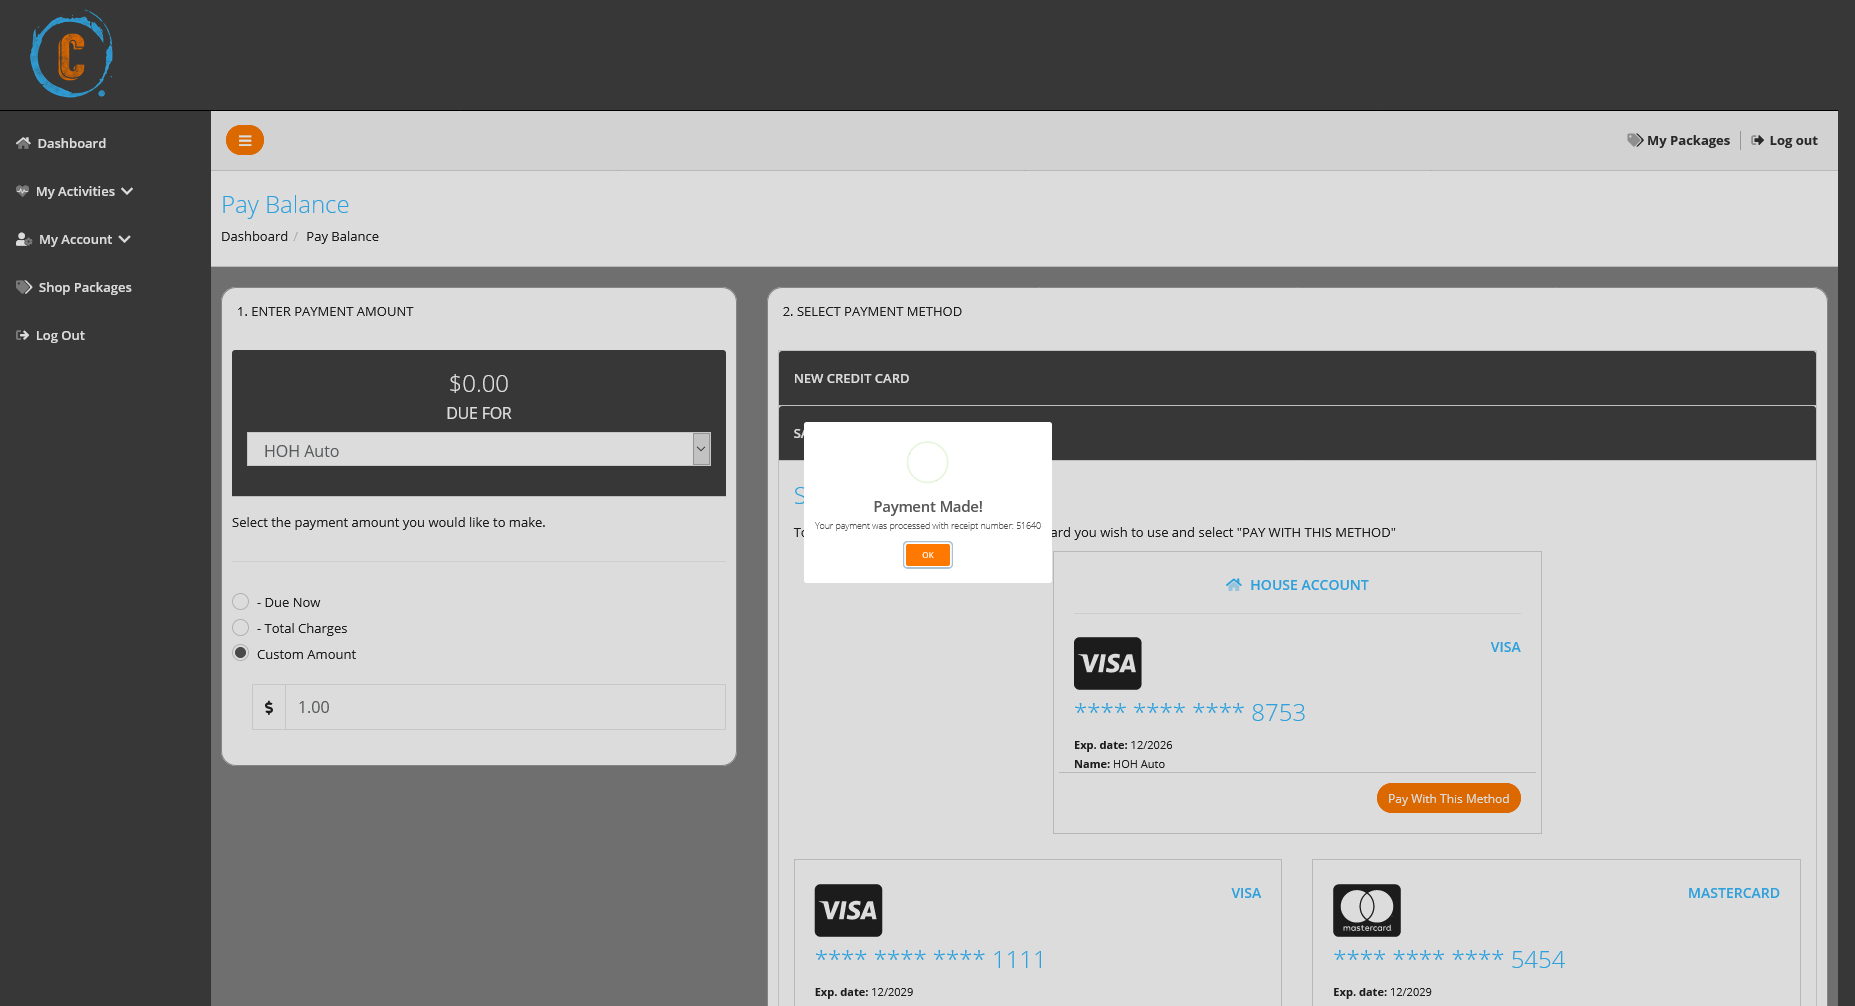 C
Dashboard
My Activities
My Account
Shop Packages
Log Out
My Packages
Log out
Pay Balance
Dashboard / Pay Balance
1. ENTER PAYMENT AMOUNT
$0.00
DUE FOR
HOH Auto
Select the payment amount you would like to make.
- Due Now
- Total Charges
Custom Amount
$ 1.00
2. SELECT PAYMENT METHOD
NEW CREDIT CARD
Payment Made!
Your payment was processed with receipt number: 51640
OK
you wish to use and select "PAY WITH THIS METHOD"
HOUSE ACCOUNT
VISA
VISA
**** **** **** 8753
Exp. date: 12/2026
Name: HOH Auto
Pay With This Method
VISA
VISA
**** **** **** 1111
Exp. date: 12/2029
mastercard
MASTERCARD
**** **** **** 5454
Exp. date: 12/2029